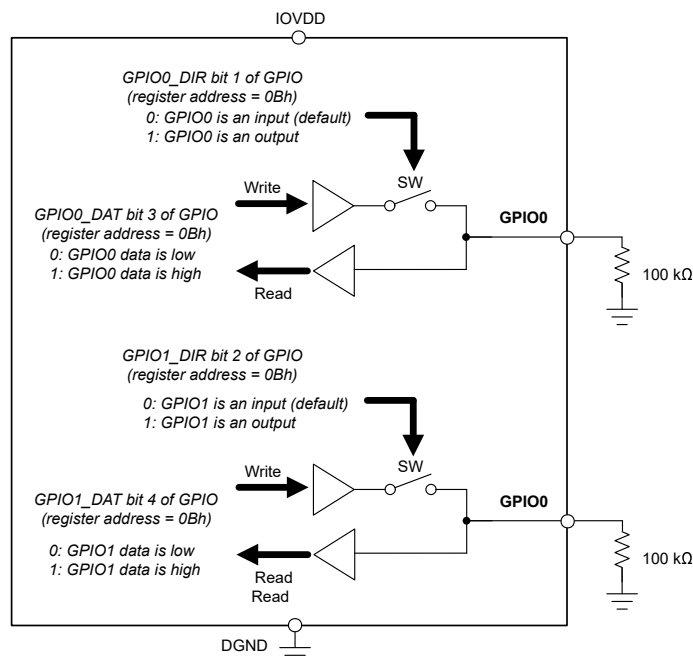 IOVDD
GPIO0_DIR bit 1 of GPIO
(register address = 0Bh)
0: GPIO0 is an input (default)
1: GPIO0 is an output
SW
Write
GPIO0
GPIO0_DAT bit 3 of GPIO
(register address = 0Bh)
0: GPIO0 data is low
1: GPIO0 data is high
Read
100 kΩ
GPIO1_DIR bit 2 of GPIO
(register address = 0Bh)
0: GPIO1 is an input (default)
1: GPIO1 is an output
SW
Write
GPIO0
GPIO1_DAT bit 4 of GPIO
(register address = 0Bh)
0: GPIO1 data is low
1: GPIO1 data is high
Read
Read
100 kΩ
DGND